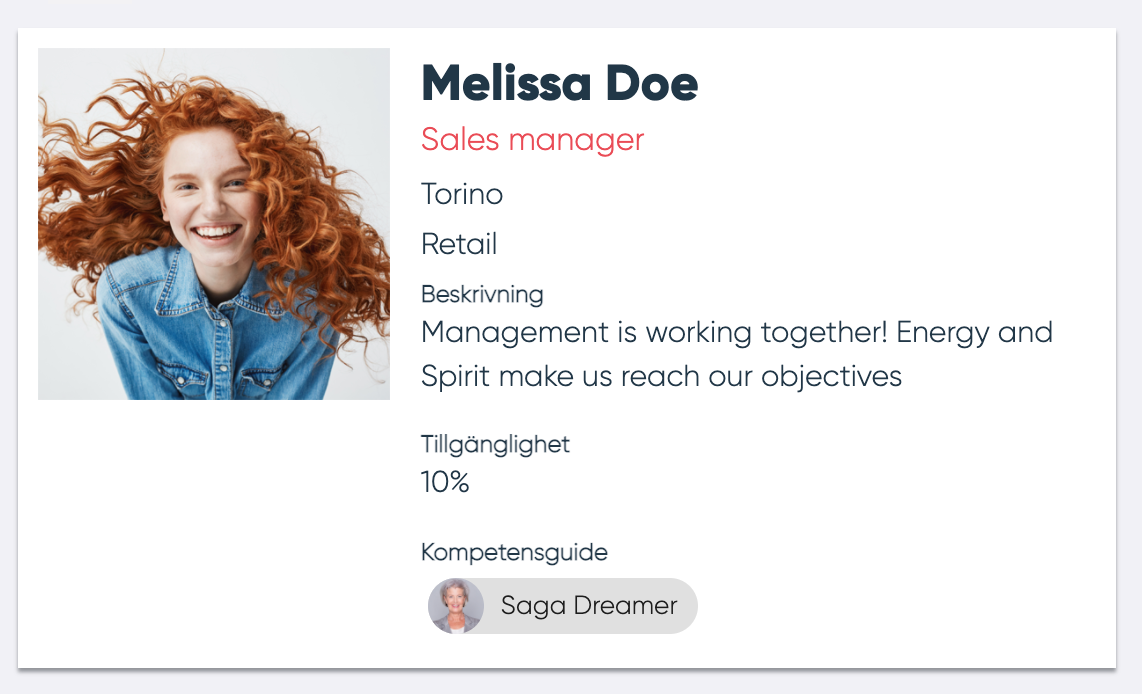 Melissa Doe
Sales manager
Torino
Retail
Beskrivning
Management is working together! Energy and
Spirit make us reach our objectives
Tillgänglighet
10%
Kompetensguide
Saga Dreamer